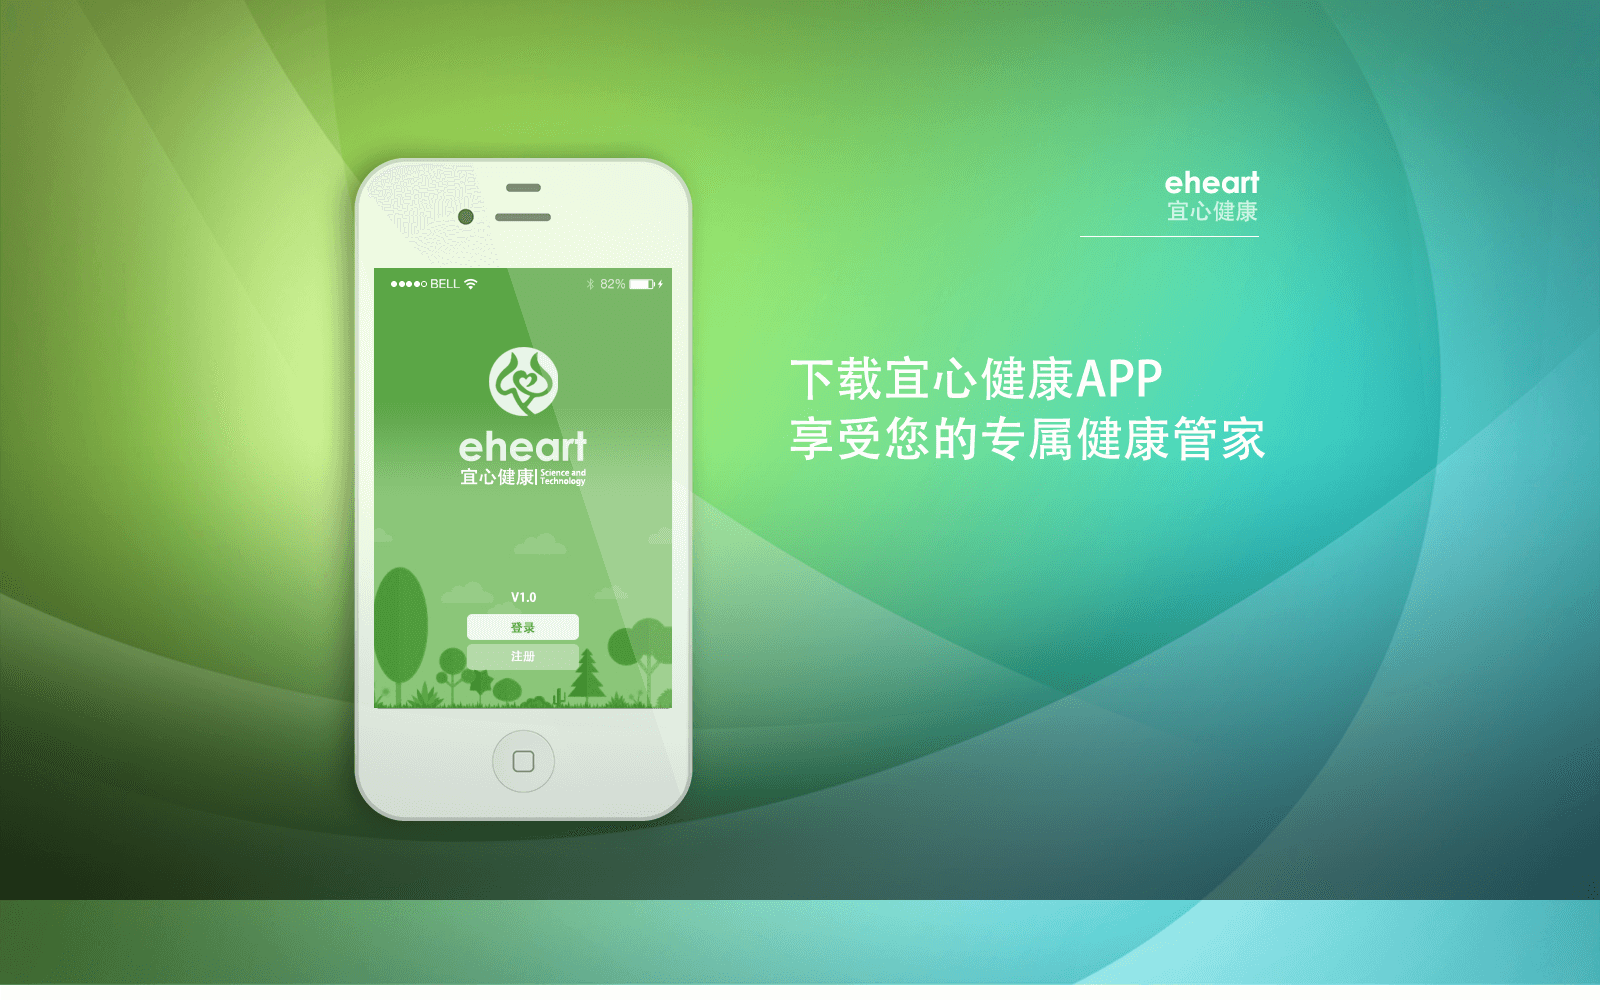 eheart
宜心健康
下载宜心健康APP
享受您的专属健康管家
BELL 82%
eheart
宜心健康 Science and
Technology
V1.0
登录
注册